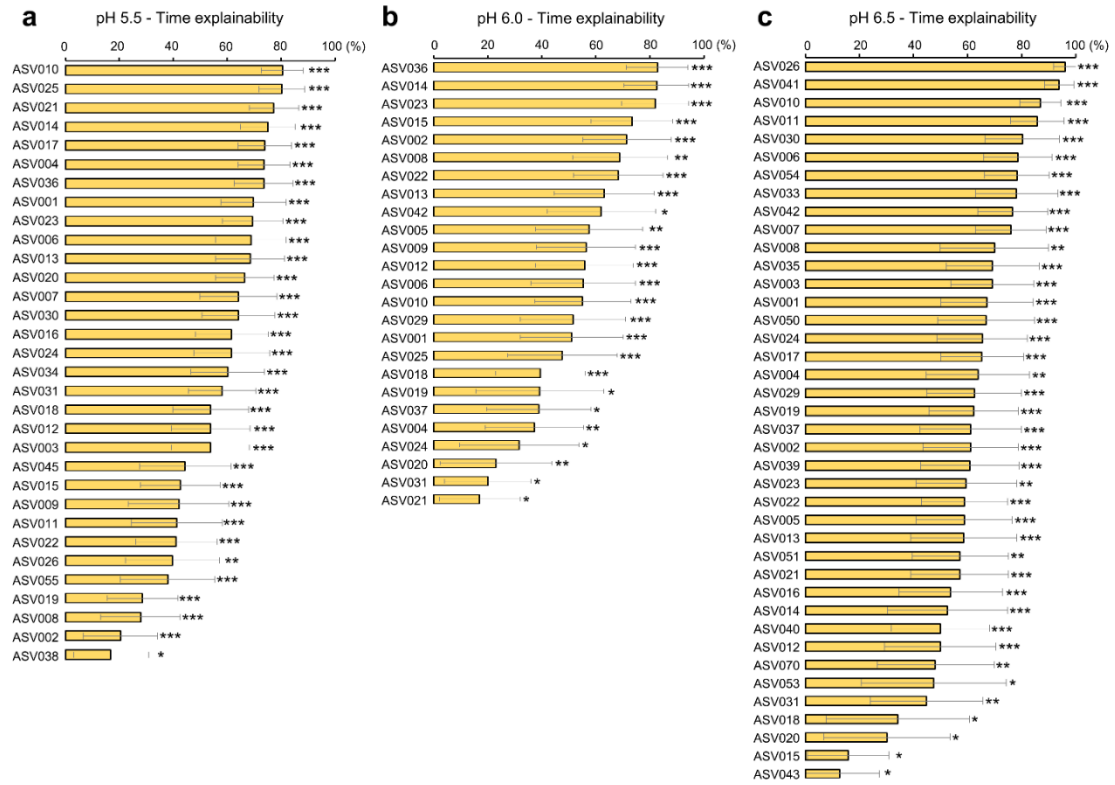 a pH 5.5 - Time explainability
0 20 40 60 80 100 (%)
ASV010 ***
ASV025 ***
ASV021 ***
ASV014 ***
ASV017 ***
ASV004 ***
ASV036 ***
ASV001 ***
ASV023 ***
ASV006 ***
ASV013 ***
ASV020 ***
ASV007 ***
ASV030 ***
ASV016 ***
ASV024 ***
ASV034 ***
ASV031 ***
ASV018 ***
ASV012 ***
ASV003 ***
ASV045 ***
ASV015 ***
ASV009 ***
ASV011 ***
ASV022 ***
ASV026 **
ASV055 ***
ASV019 ***
ASV008 ***
ASV002 ***
ASV038 *
b pH 6.0 - Time explainability
0 20 40 60 80 100 (%)
ASV036 ***
ASV014 ***
ASV023 ***
ASV015 ***
ASV002 ***
ASV008 **
ASV022 ***
ASV013 ***
ASV042 *
ASV005 **
ASV009 ***
ASV012 ***
ASV006 ***
ASV010 ***
ASV029 ***
ASV001 ***
ASV025 ***
ASV018 ***
ASV019 *
ASV037 *
ASV004 **
ASV024 *
ASV020 **
ASV031 *
ASV021 *
c pH 6.5 - Time explainability
0 20 40 60 80 100 (%)
ASV026 ***
ASV041 ***
ASV010 ***
ASV011 ***
ASV030 ***
ASV006 ***
ASV054 ***
ASV033 ***
ASV042 ***
ASV007 ***
ASV008 **
ASV035 ***
ASV003 ***
ASV001 ***
ASV050 ***
ASV024 ***
ASV017 ***
ASV004 **
ASV029 ***
ASV019 ***
ASV037 ***
ASV002 ***
ASV039 ***
ASV023 **
ASV022 ***
ASV005 ***
ASV013 ***
ASV051 **
ASV021 ***
ASV016 ***
ASV014 ***
ASV040 ***
ASV012 ***
ASV070 **
ASV053 *
ASV031 **
ASV018 *
ASV020 *
ASV015 *
ASV043 *